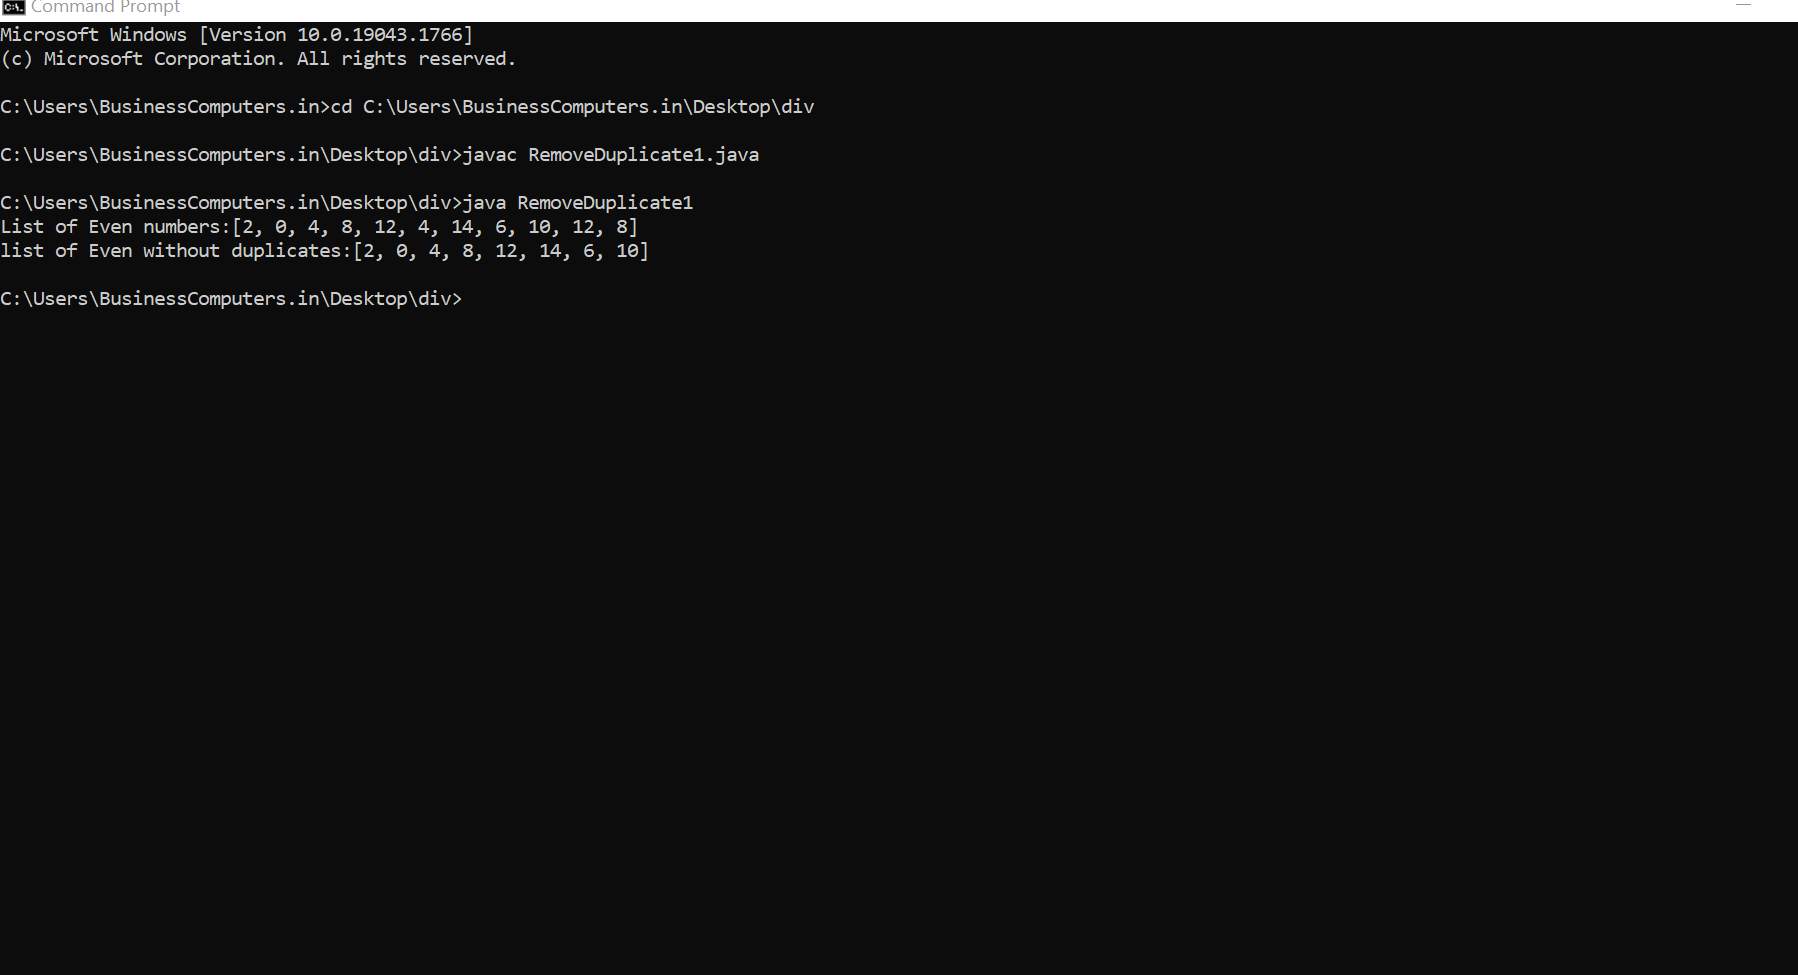 Command Prompt
Microsoft Windows [Version 10.0.19043.1766]
(c) Microsoft Corporation. All rights reserved.
C:\Users\BusinessComputers.in>cd C:\Users\BusinessComputers.in\Desktop\div
C:\Users\BusinessComputers.in\Desktop\div>javac RemoveDuplicate1.java
C:\Users\BusinessComputers.in\Desktop\div>java RemoveDuplicate1
List of Even numbers:[2, 0, 4, 8, 12, 4, 14, 6, 10, 12, 8]
list of Even without duplicates:[2, 0, 4, 8, 12, 14, 6, 10]
C:\Users\BusinessComputers.in\Desktop\div>